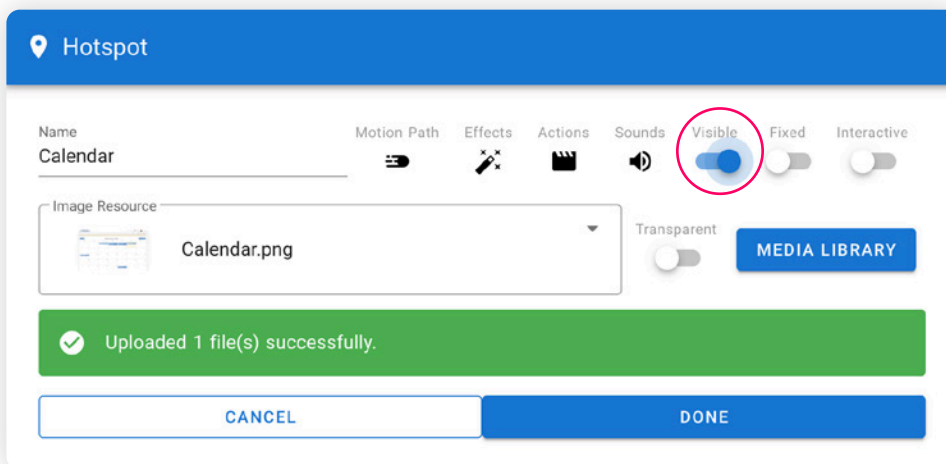 Hotspot
Name Motion Path Effects Actions Sounds Visible Fixed Interactive
Calendar
Image Resource
Calendar.png
Transparent
MEDIA LIBRARY
Uploaded 1 file(s) successfully.
CANCEL DONE